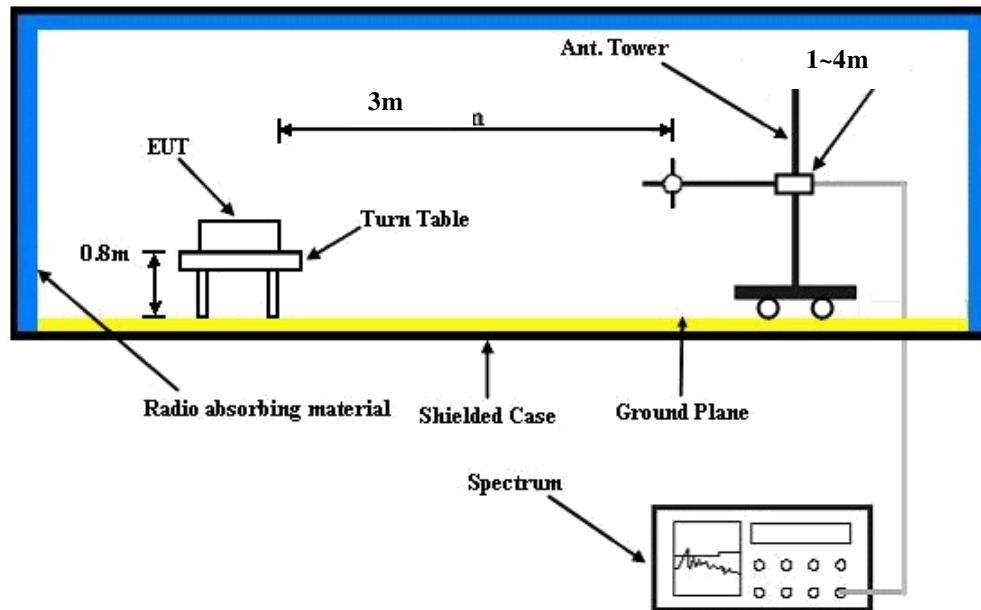 Ant. Tower
1~4m
3m
n
EUT
Turn Table
0.8m
Radio absorbing material
Shielded Case
Ground Plane
Spectrum